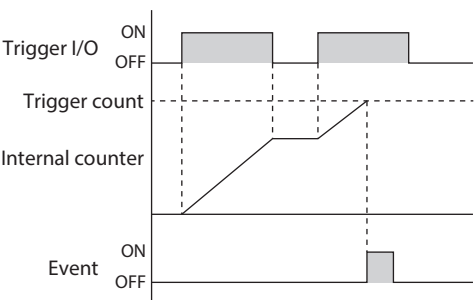 ON
Trigger I/O
OFF
Trigger count
Internal counter
ON
Event
OFF